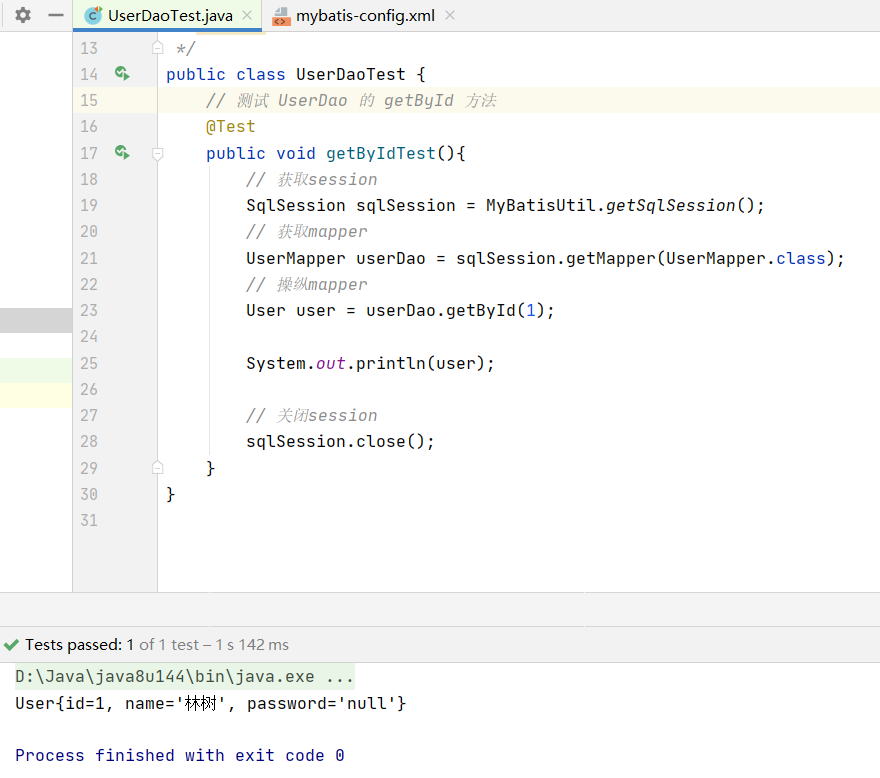 UserDaoTest.java mybatis-config.xml
13 */
14 public class UserDaoTest {
15 // 测试 UserDao 的 getById 方法
16 @Test
17 public void getByIdTest(){
18 // 获取session
19 SqlSession sqlSession = MyBatisUtil.getSqlSession();
20 // 获取mapper
21 UserMapper userDao = sqlSession.getMapper(UserMapper.class);
22 // 操纵mapper
23 User user = userDao.getById(1);
24
25 System.out.println(user);
26
27 // 关闭session
28 sqlSession.close();
29 }
30 }
31
Tests passed: 1 of 1 test – 1 s 142 ms
D:\Java\java8u144\bin\java.exe ...
User{id=1, name='林树', password='null'}
Process finished with exit code 0